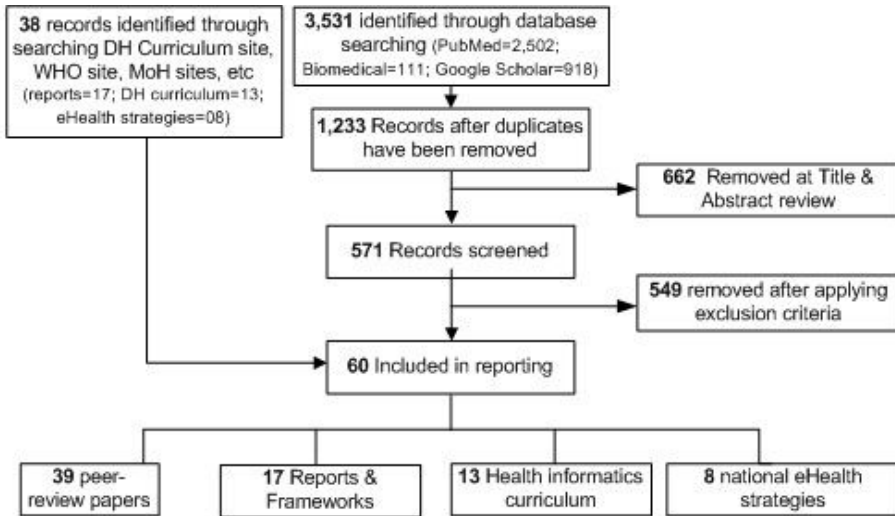 38 records identified through
searching DH Curriculum site,
WHO site, MoH sites, etc
(reports=17; DH curriculum=13;
eHealth strategies=08)
3,531 identified through database
searching (PubMed=2,502;
Biomedical=111; Google Scholar=918)
1,233 Records after duplicates
have been removed
662 Removed at Title &
Abstract review
571 Records screened
549 removed after applying
exclusion criteria
60 Included in reporting
39 peer-
review papers
17 Reports &
Frameworks
13 Health informatics
curriculum
8 national eHealth
strategies